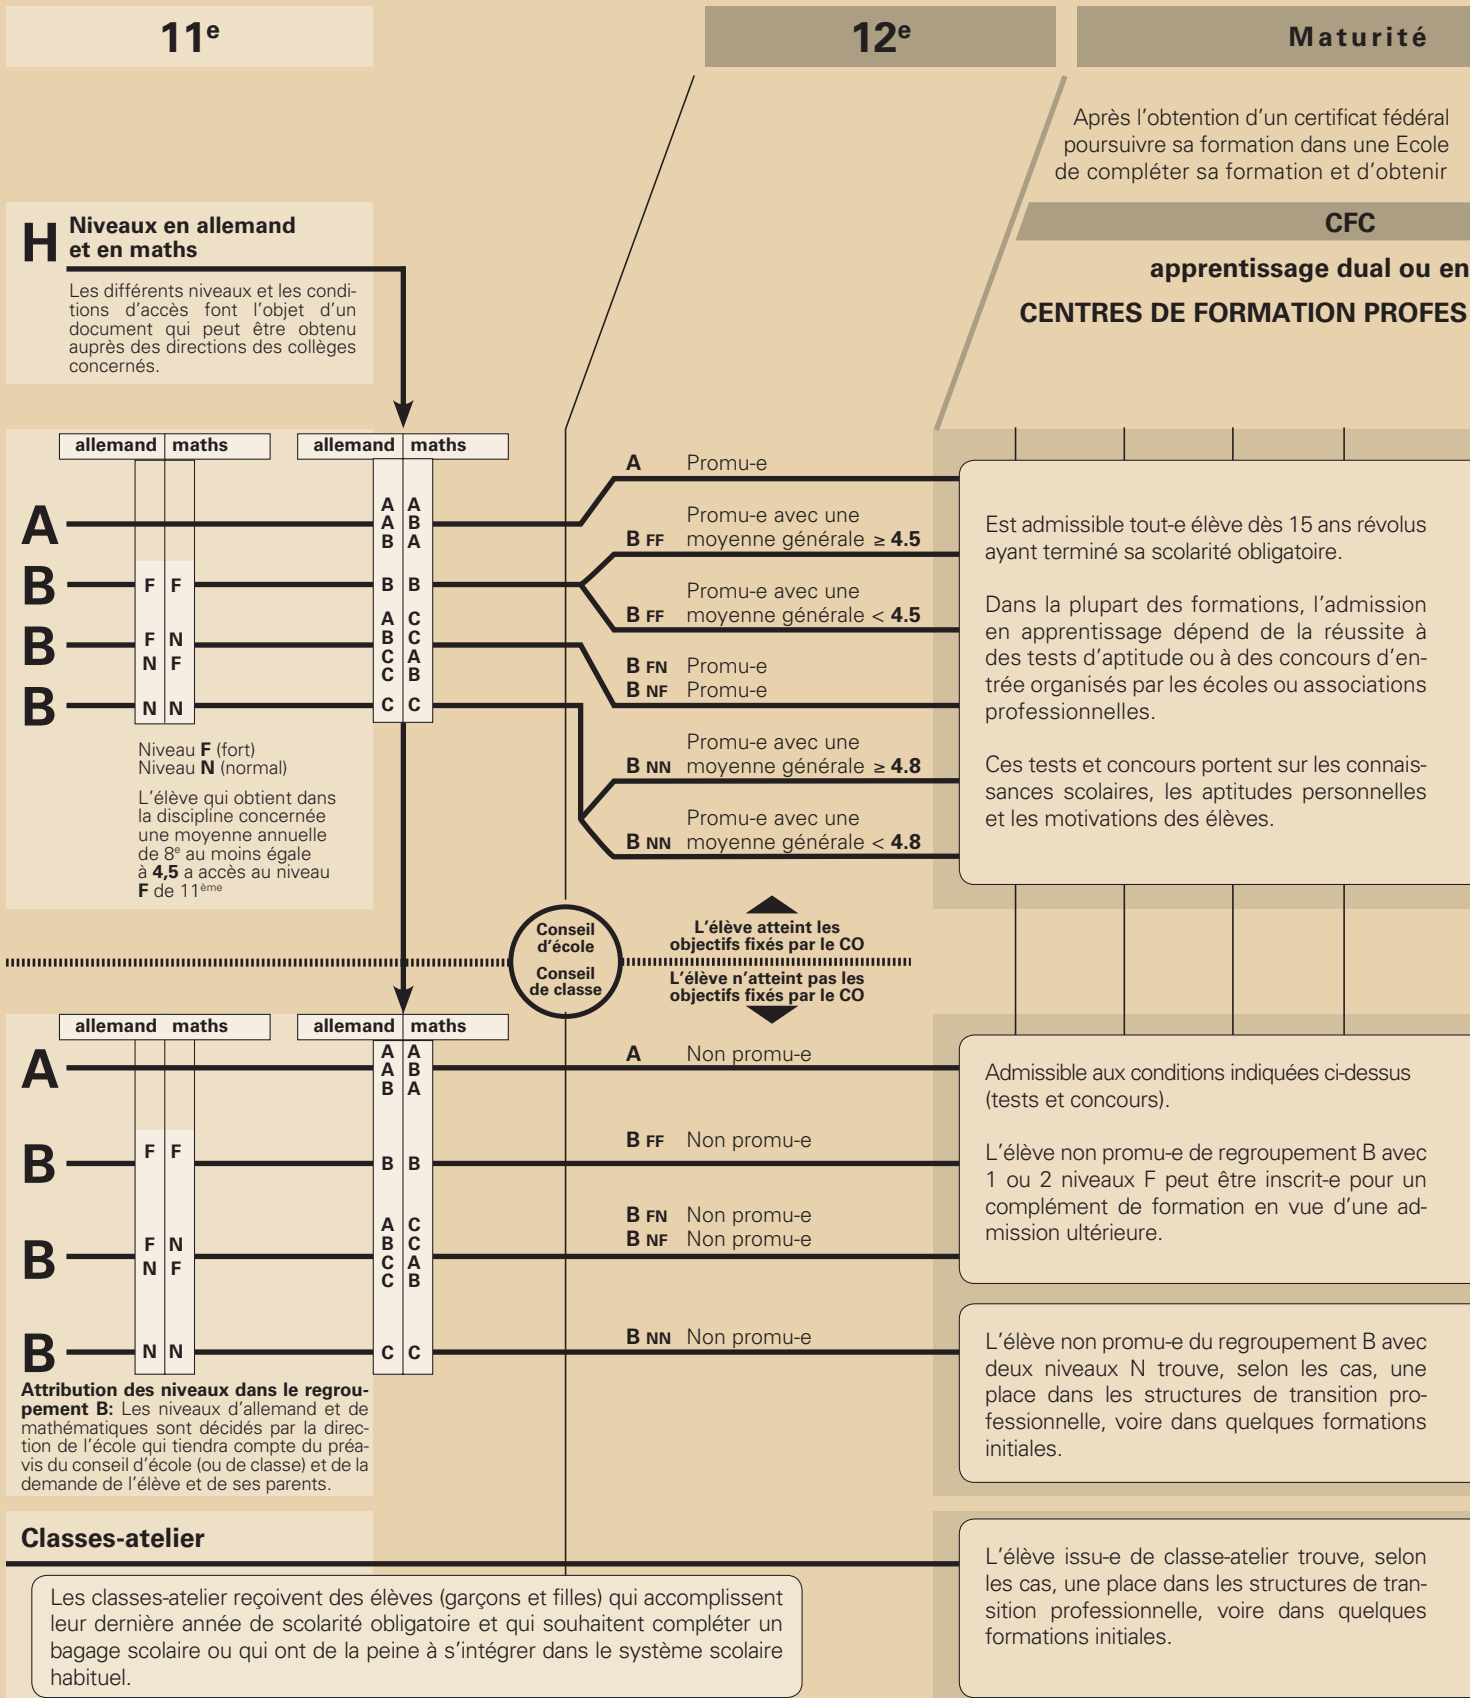 11e
12e
Maturité
Après l'obtention d'un certificat fédéral
poursuivre sa formation dans une Ecole
de compléter sa formation et d'obtenir
CFC
apprentissage dual ou en
CENTRES DE FORMATION PROFES
H
Niveaux en allemand
et en maths
Les différents niveaux et les condi-
tions d'accès font l'objet d'un
document qui peut être obtenu
auprès des directions des collèges
concernés.
allemand maths
allemand maths
A
A A
A B
B A
B
F F
B B
B
F N
N F
A C
B C
C A
C B
B
N N
C C
A Promu-e
Promu-e avec une
B FF moyenne générale ≥ 4.5
Promu-e avec une
B FF moyenne générale < 4.5
B FN Promu-e
B NF Promu-e
Promu-e avec une
B NN moyenne générale ≥ 4.8
Promu-e avec une
B NN moyenne générale < 4.8
Est admissible tout-e élève dès 15 ans révolus
ayant terminé sa scolarité obligatoire.
Dans la plupart des formations, l'admission
en apprentissage dépend de la réussite à
des tests d'aptitude ou à des concours d'en-
trée organisés par les écoles ou associations
professionnelles.
Ces tests et concours portent sur les connais-
sances scolaires, les aptitudes personnelles
et les motivations des élèves.
Niveau F (fort)
Niveau N (normal)
L'élève qui obtient dans
la discipline concernée
une moyenne annuelle
de 8e au moins égale
à 4,5 a accès au niveau
F de 11ème
Conseil
d'école
Conseil
de classe
L'élève atteint les
objectifs fixés par le CO
L'élève n'atteint pas les
objectifs fixés par le CO
allemand maths
allemand maths
A
A A
A B
B A
B
F F
B B
B
F N
N F
A C
B C
C A
C B
B
N N
C C
A Non promu-e
B FF Non promu-e
B FN Non promu-e
B NF Non promu-e
B NN Non promu-e
Admissible aux conditions indiquées ci-dessus
(tests et concours).
L'élève non promu-e de regroupement B avec
1 ou 2 niveaux F peut être inscrit-e pour un
complément de formation en vue d'une ad-
mission ultérieure.
L'élève non promu-e du regroupement B avec
deux niveaux N trouve, selon les cas, une
place dans les structures de transition pro-
fessionnelle, voire dans quelques formations
initiales.
Attribution des niveaux dans le regrou-
pement B: Les niveaux d'allemand et de
mathématiques sont décidés par la direc-
tion de l'école qui tiendra compte du préa-
vis du conseil d'école (ou de classe) et de la
demande de l'élève et de ses parents.
Classes-atelier
Les classes-atelier reçoivent des élèves (garçons et filles) qui accomplissent
leur dernière année de scolarité obligatoire et qui souhaitent compléter un
bagage scolaire ou qui ont de la peine à s'intégrer dans le système scolaire
habituel.
L'élève issu-e de classe-atelier trouve, selon
les cas, une place dans les structures de tran-
sition professionnelle, voire dans quelques
formations initiales.